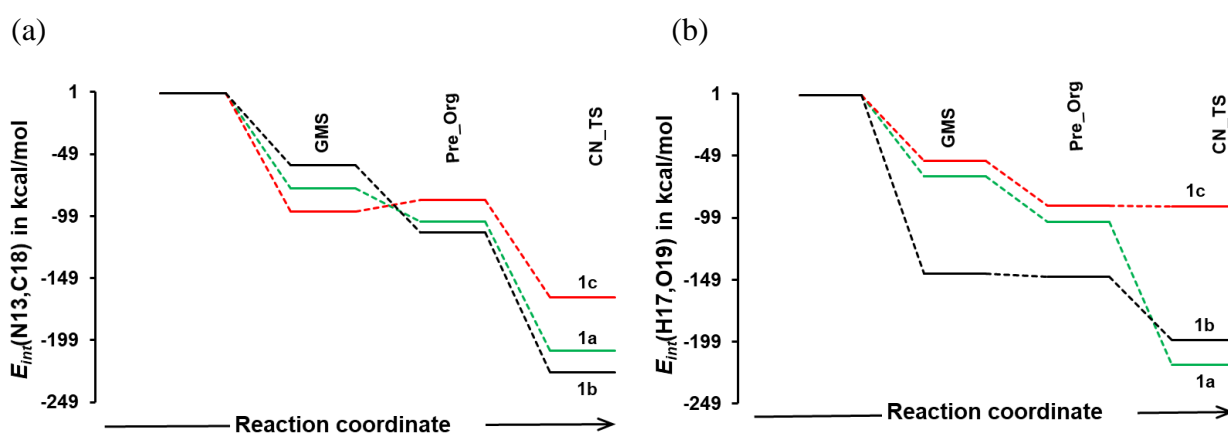 (a)
E_int(N13,C18) in kcal/mol
1
-49
-99
-149
-199
-249
GMS
Pre_Org
CN_TS
1c
1a
1b
Reaction coordinate
(b)
E_int(H17,O19) in kcal/mol
1
-49
-99
-149
-199
-249
GMS
Pre_Org
CN_TS
1c
1b
1a
Reaction coordinate